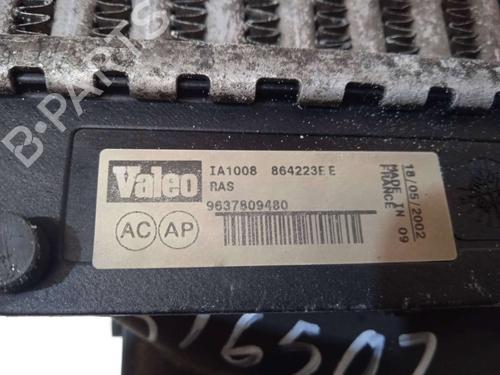 B-PARTS
Valeo
IA1008 864223E E
RAS
9637809480
AC AP
18/05/2002
MADE IN 09
FRANCE